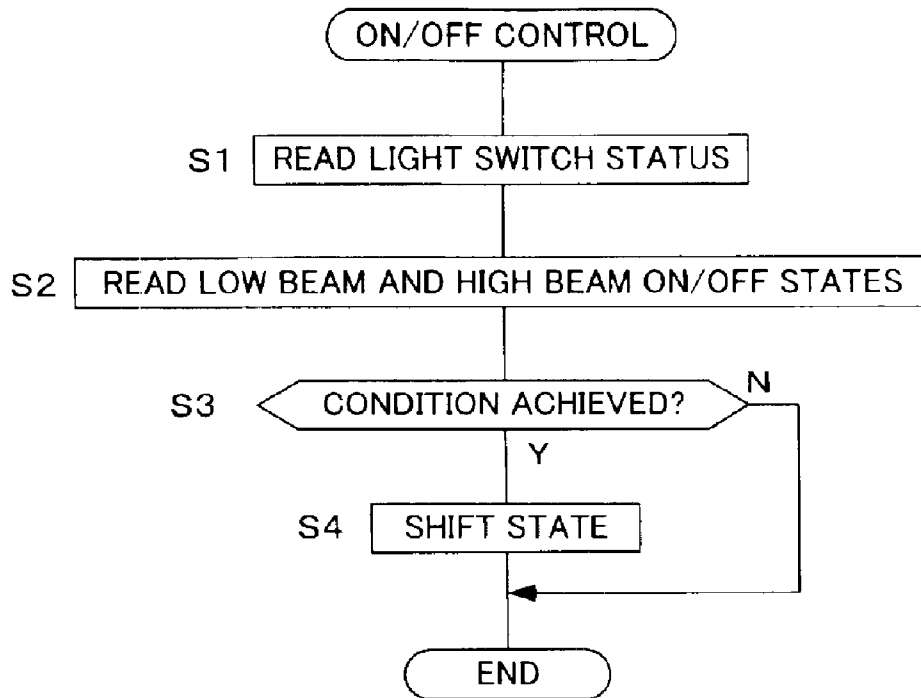 ON/OFF CONTROL
S1 READ LIGHT SWITCH STATUS
S2 READ LOW BEAM AND HIGH BEAM ON/OFF STATES
S3 CONDITION ACHIEVED? N
Y
S4 SHIFT STATE
END